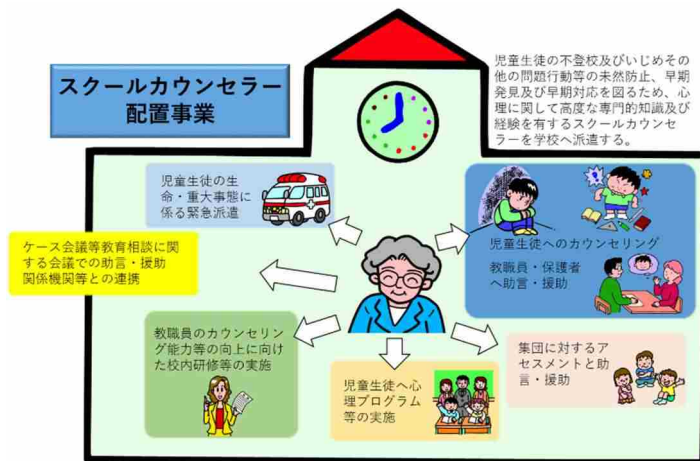 スクールカウンセラー
配置事業
児童生徒の不登校及びいじめその
他の問題行動等の未然防止、早期
発見及び早期対応を図るため、心
理に関して高度な専門的知識及び
経験を有するスクールカウンセ
ラーを学校へ派遣する。
児童生徒の生
命・重大事態に
係る緊急派遣
ケース会議等教育相談に関
する会議での助言・援助
関係機関等との連携
児童生徒へのカウンセリング
教職員・保護者
へ助言・援助
教職員のカウンセリン
グ能力等の向上に向け
た校内研修等の実施
児童生徒へ心
理プログラム
等の実施
集団に対するア
セスメントと助
言・援助